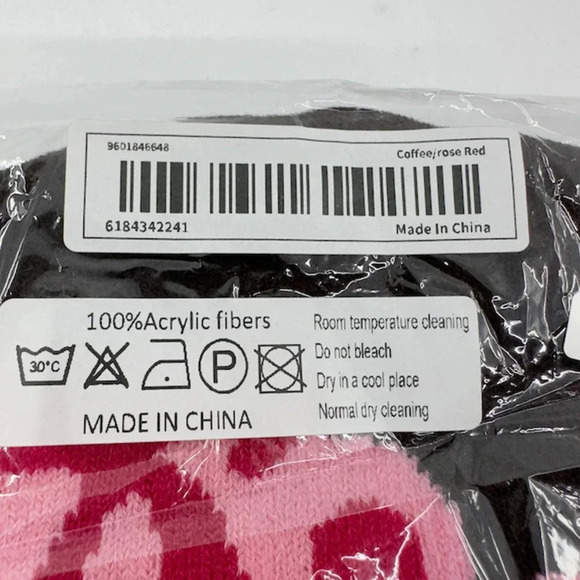 9601846648
Coffee/rose Red
6184342241
Made In China
100%Acrylic fibers
30°C
P
MADE IN CHINA
Room temperature cleaning
Do not bleach
Dry in a cool place
Normal dry cleaning